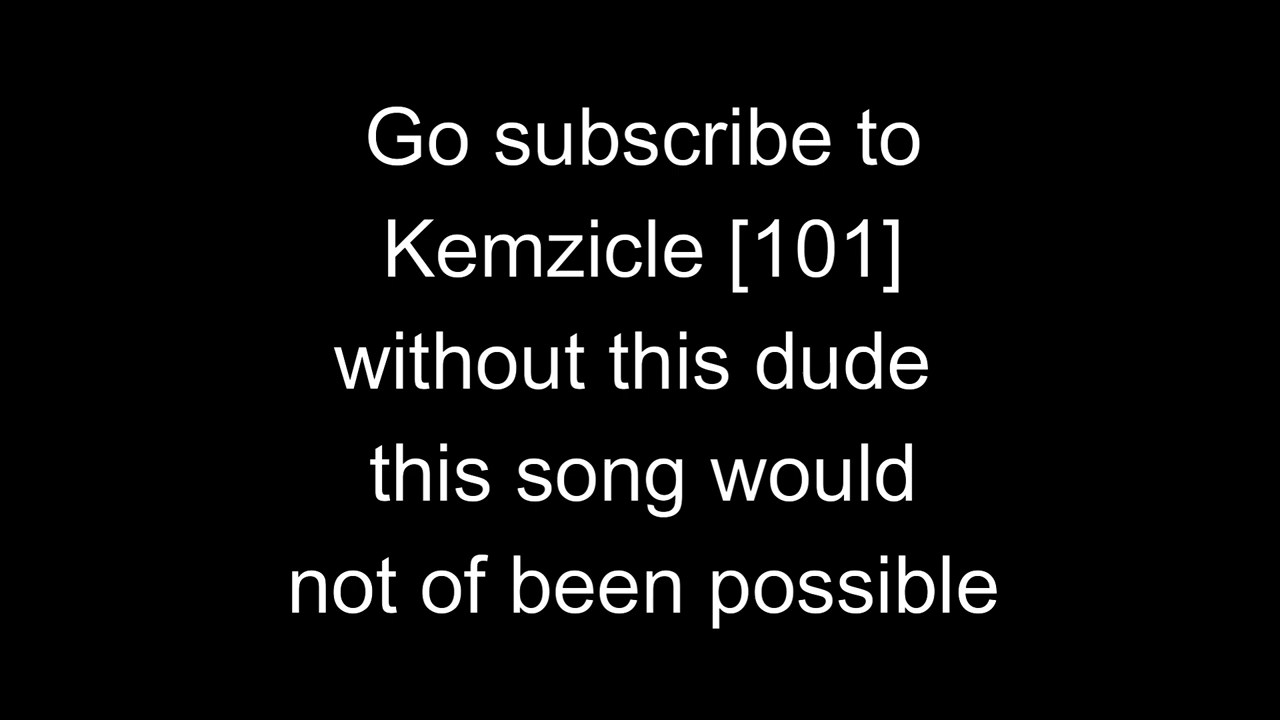 Go subscribe to
Kemzicle [101]
without this dude
this song would
not of been possible